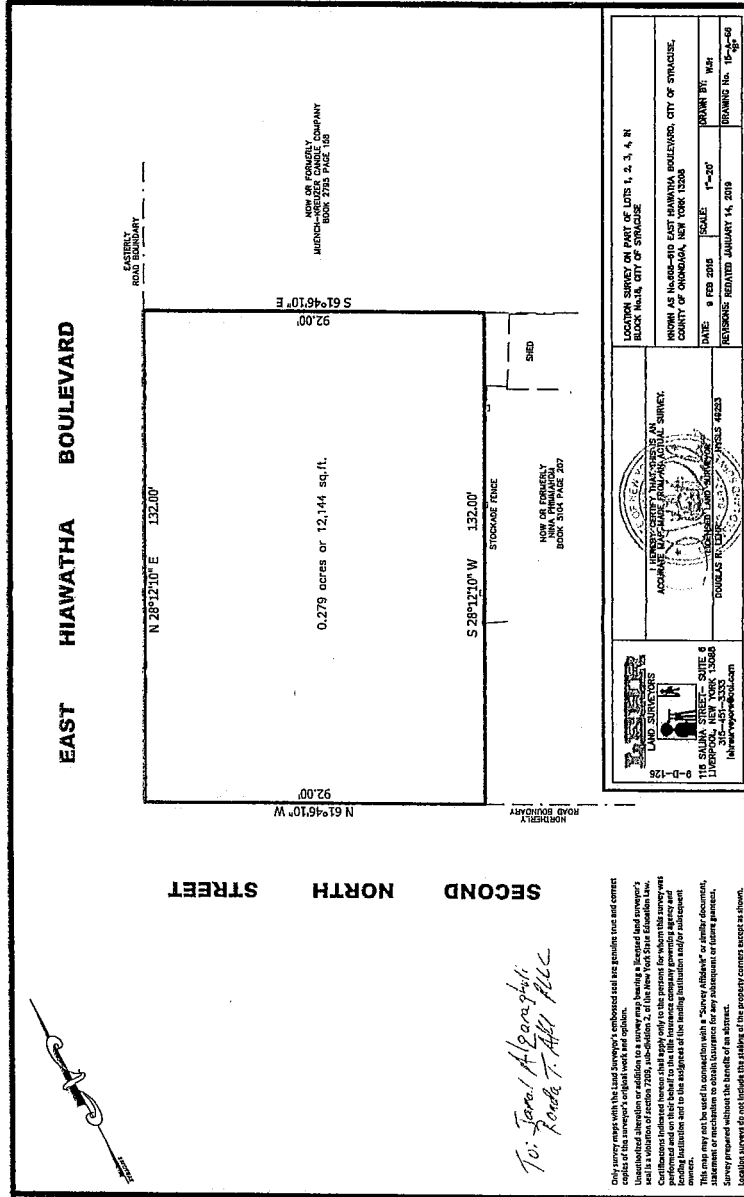 EAST HIAWATHA BOULEVARD
EASTERLY
ROAD BOUNDARY
N 28°12'10" E 132.00'
S 61°46'10" E
92.00'
NOW OR FORMERLY
MUENCH-KREUZER CANDLE COMPANY
BOOK 2795 PAGE 158
0.279 acres or 12,144 sq.ft.
N 61°46'10" W
92.00'
S 28°12'10" W 132.00'
STOCKADE FENCE
SHED
NOW OR FORMERLY
NINA
BOOK 5104 PAGE 207
NORTHERLY
ROAD BOUNDARY
SECOND NORTH STREET
To: Jamal
Ronda T. PLLC
Only survey maps with the Land Surveyor's embossed seal are genuine true and correct
copies of the surveyor's original work and opinion.
Unauthorized alteration or addition to a survey map bearing a licensed land surveyor's
seal is a violation of section 7209, sub-division 2, of the New York State Education Law.
Certifications indicated hereon shall apply only to the persons for whom this survey was
performed and on their behalf to the title insurance company governing agency and
lending institution and to the assignees of the lending institution and/or subsequent
owners.
This map may not be used in connection with a "Survey Affidavit" or similar document,
statement or mechanism to obtain insurance for any subsequent or future grantees.
Survey prepared without the benefit of an abstract.
Location surveys do not include the staking of the property corners except as shown.
9-D-126
LAND SURVEYORS
118 SALINA STREET- SUITE 6
LIVERPOOL, NEW YORK 13088
315-451-3333
lehrsurveyors@aol.com
I HEREBY CERTIFY THAT THIS IS AN
ACCURATE MAP MADE FROM AN ACTUAL SURVEY.
LICENSED LAND SURVEYOR
DOUGLAS R. LEHR NYSLS 49293
LOCATION SURVEY ON PART OF LOTS 1, 2, 3, 4, IN
BLOCK No.18, CITY OF SYRACUSE
KNOWN AS No.608-610 EAST HIAWATHA BOULEVARD, CITY OF SYRACUSE,
COUNTY OF ONONDAGA, NEW YORK 13208
DATE: 9 FEB 2015 SCALE: 1"=20' DRAWN BY:
REVISIONS: REDATED JANUARY 14, 2019 DRAWING No. 15-A-66
"B"